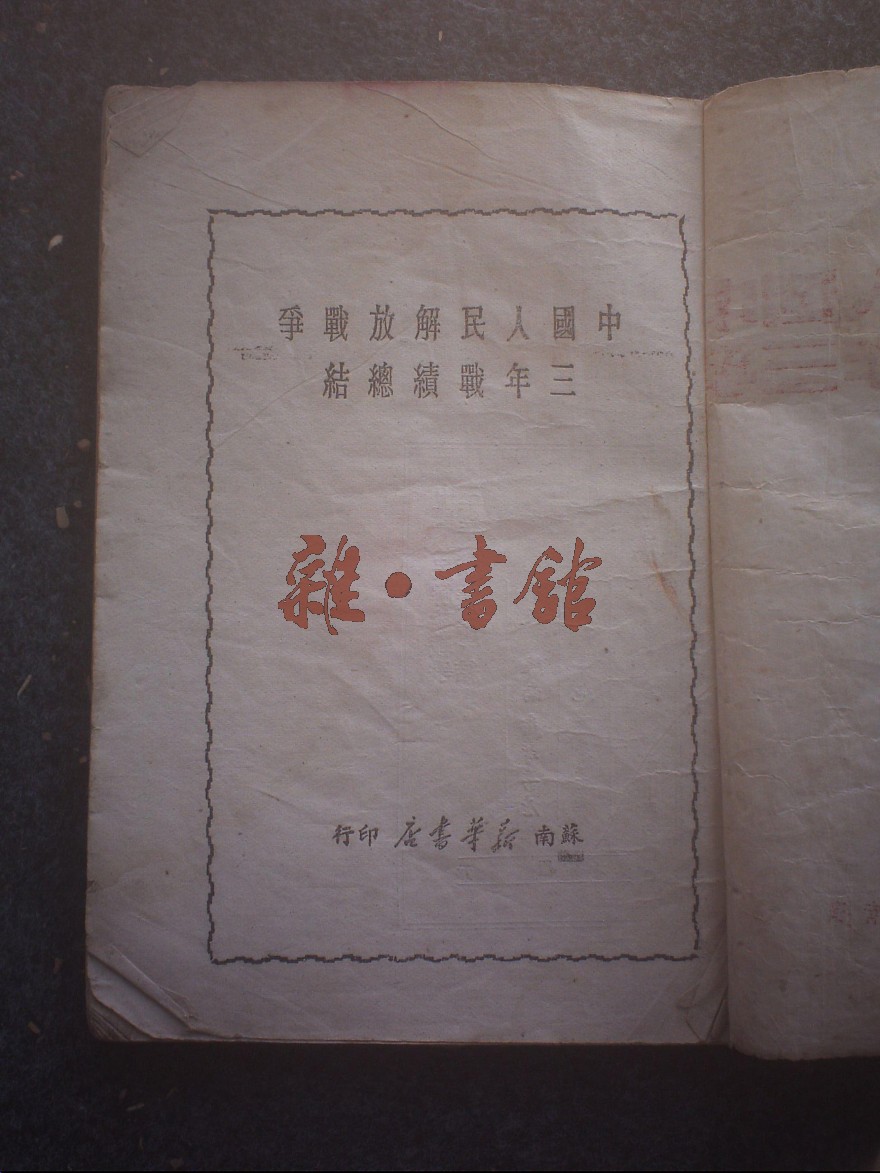 中國人民解放戰爭
三年戰績總結
雜·書館
蘇南新華書店印行